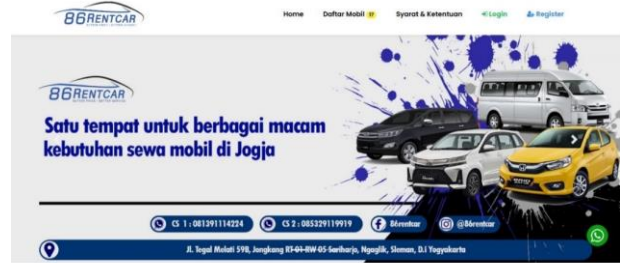 86RENTCAR
Home Daftar Mobil Syarat & Ketentuan Login Register
86RENTCAR
Satu tempat untuk berbagai macam
kebutuhan sewa mobil di Jogja
CS 1 : 081391114224 CS 2 : 085329119919 86rentcar @86rentcar
Jl. Tegal Melati 59B, Jongkang RT 01 RW 05 Sariharjo, Ngaglik, Sleman, D.I Yogyakarta